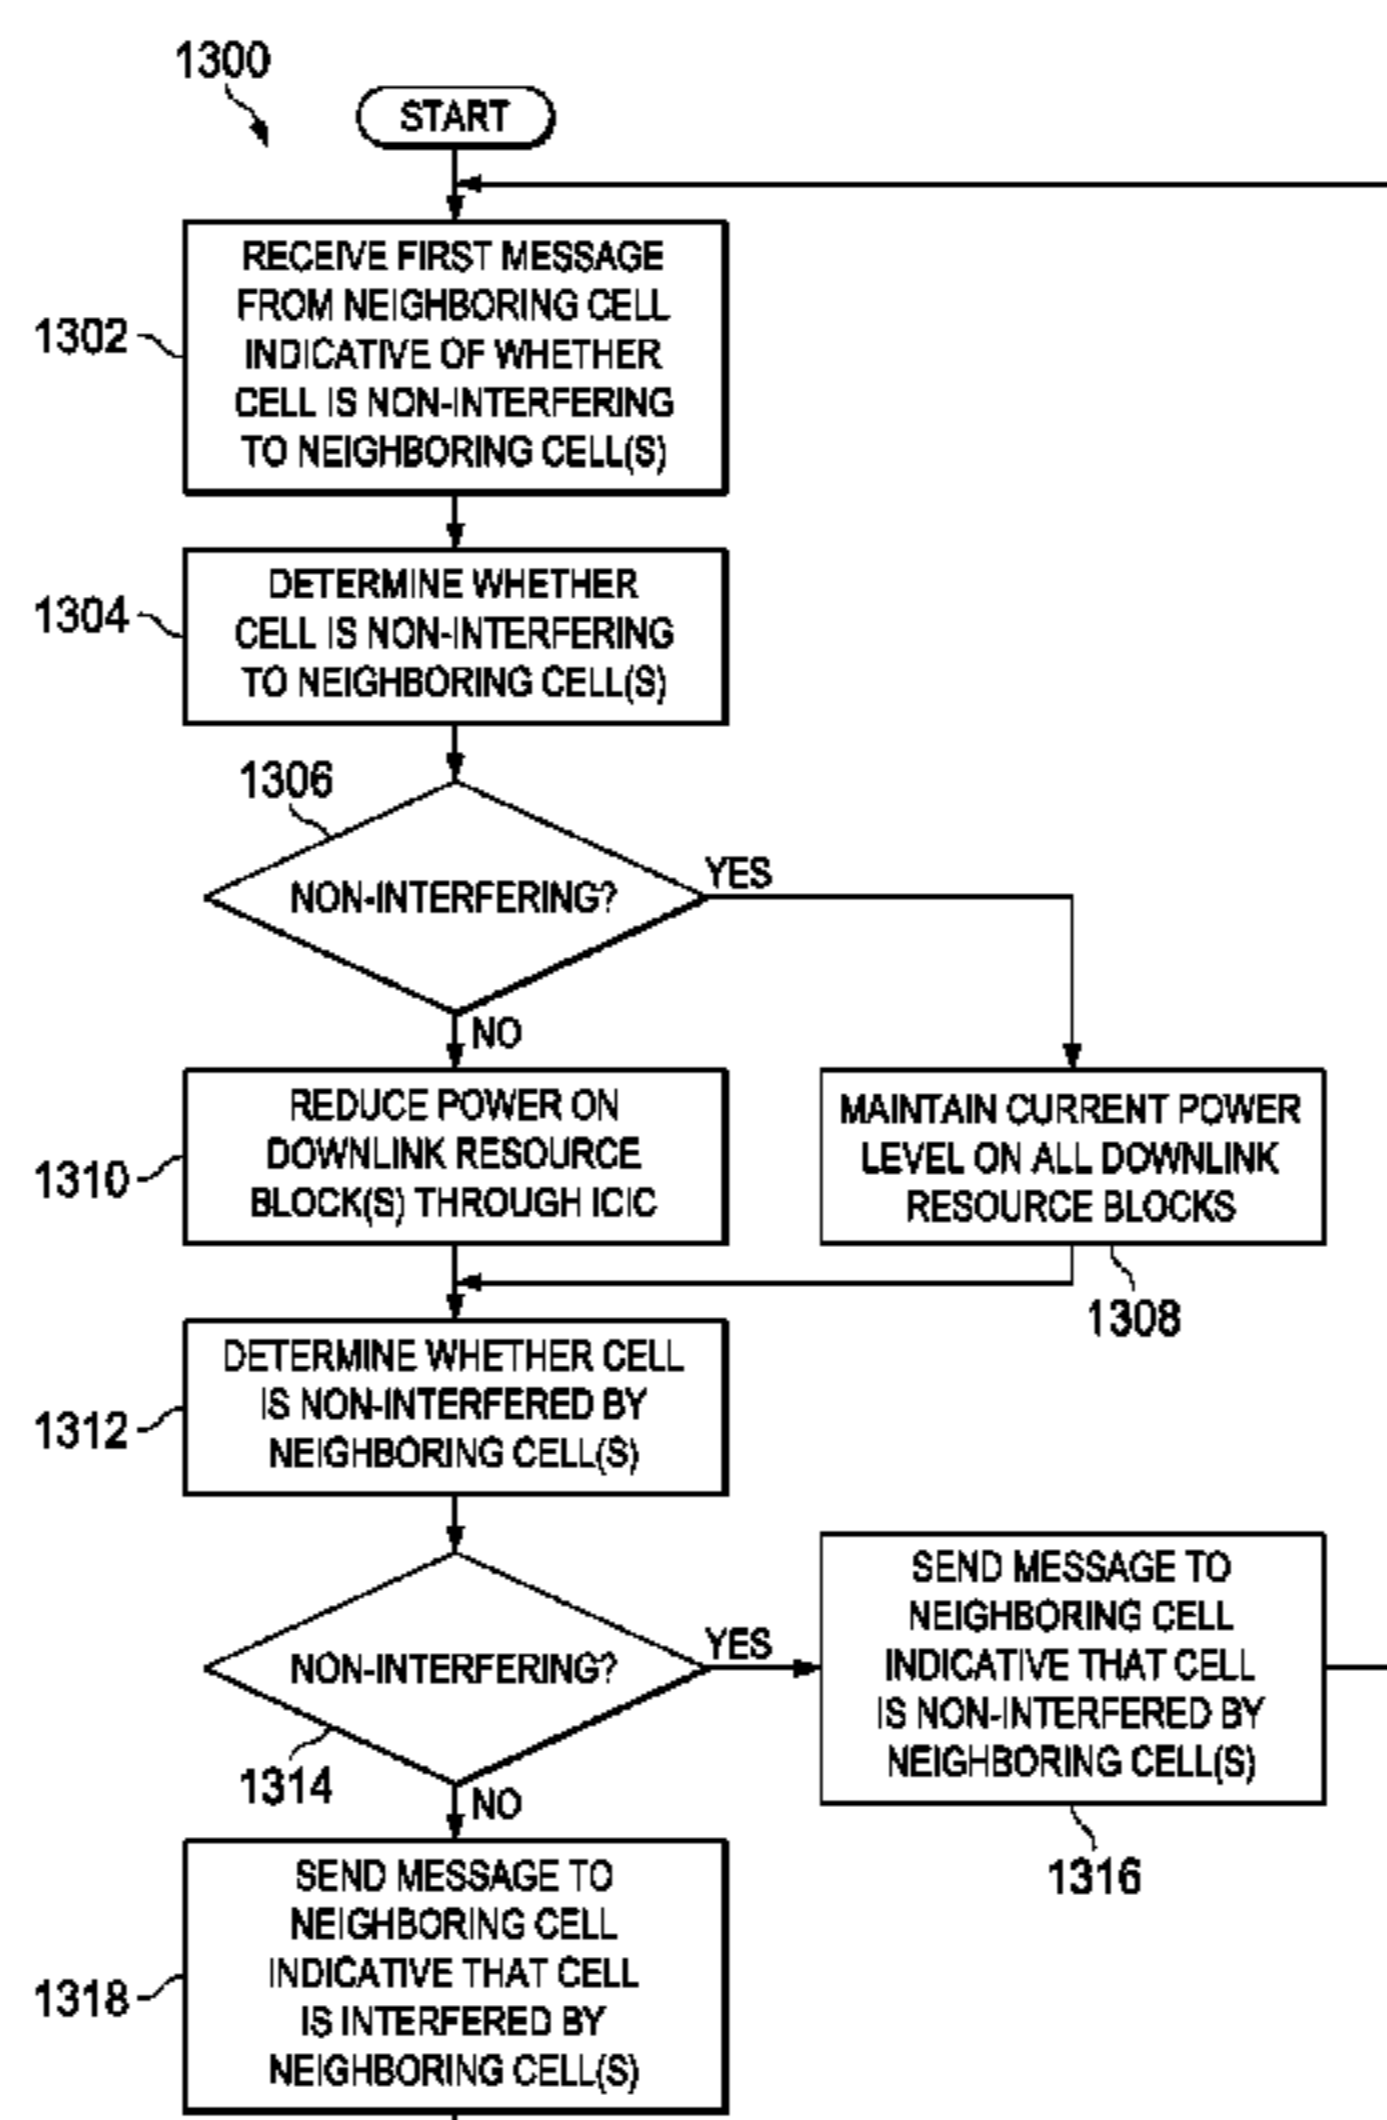 1300
START
RECEIVE FIRST MESSAGE
FROM NEIGHBORING CELL
INDICATIVE OF WHETHER
CELL IS NON-INTERFERING
TO NEIGHBORING CELL(S)
1302
DETERMINE WHETHER
CELL IS NON-INTERFERING
TO NEIGHBORING CELL(S)
1304
1306
NON-INTERFERING?
YES
NO
REDUCE POWER ON
DOWNLINK RESOURCE
BLOCK(S) THROUGH ICIC
1310
MAINTAIN CURRENT POWER
LEVEL ON ALL DOWNLINK
RESOURCE BLOCKS
1308
DETERMINE WHETHER CELL
IS NON-INTERFERED BY
NEIGHBORING CELL(S)
1312
NON-INTERFERING?
YES
1314
NO
SEND MESSAGE TO
NEIGHBORING CELL
INDICATIVE THAT CELL
IS NON-INTERFERED BY
NEIGHBORING CELL(S)
1316
SEND MESSAGE TO
NEIGHBORING CELL
INDICATIVE THAT CELL
IS INTERFERED BY
NEIGHBORING CELL(S)
1318